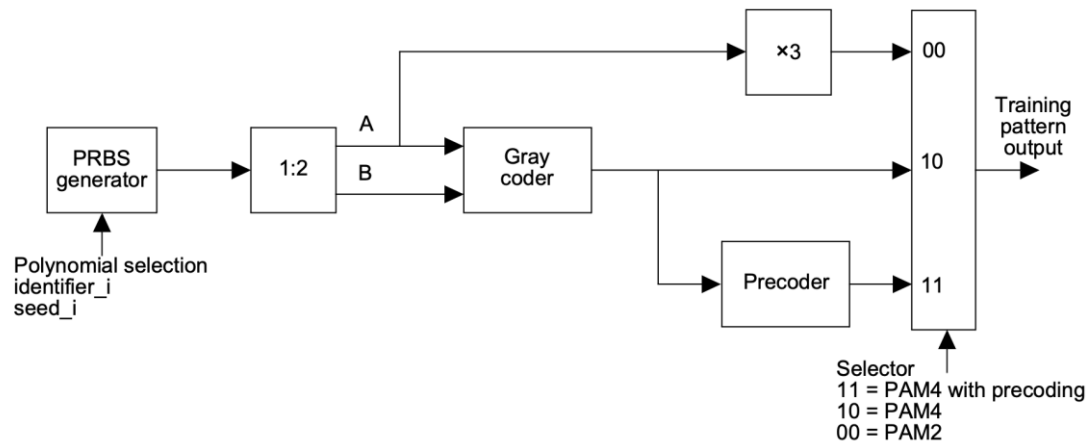 PRBS
generator
1:2
A
B
Gray
coder
×3
Precoder
00
10
11
Training
pattern
output
Polynomial selection
identifier_i
seed_i
Selector
11 = PAM4 with precoding
10 = PAM4
00 = PAM2